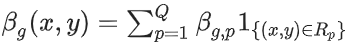 β_g(x, y) = ∑_{p=1}^{Q} β_{g,p} 1_{{(x,y)∈R_p}}